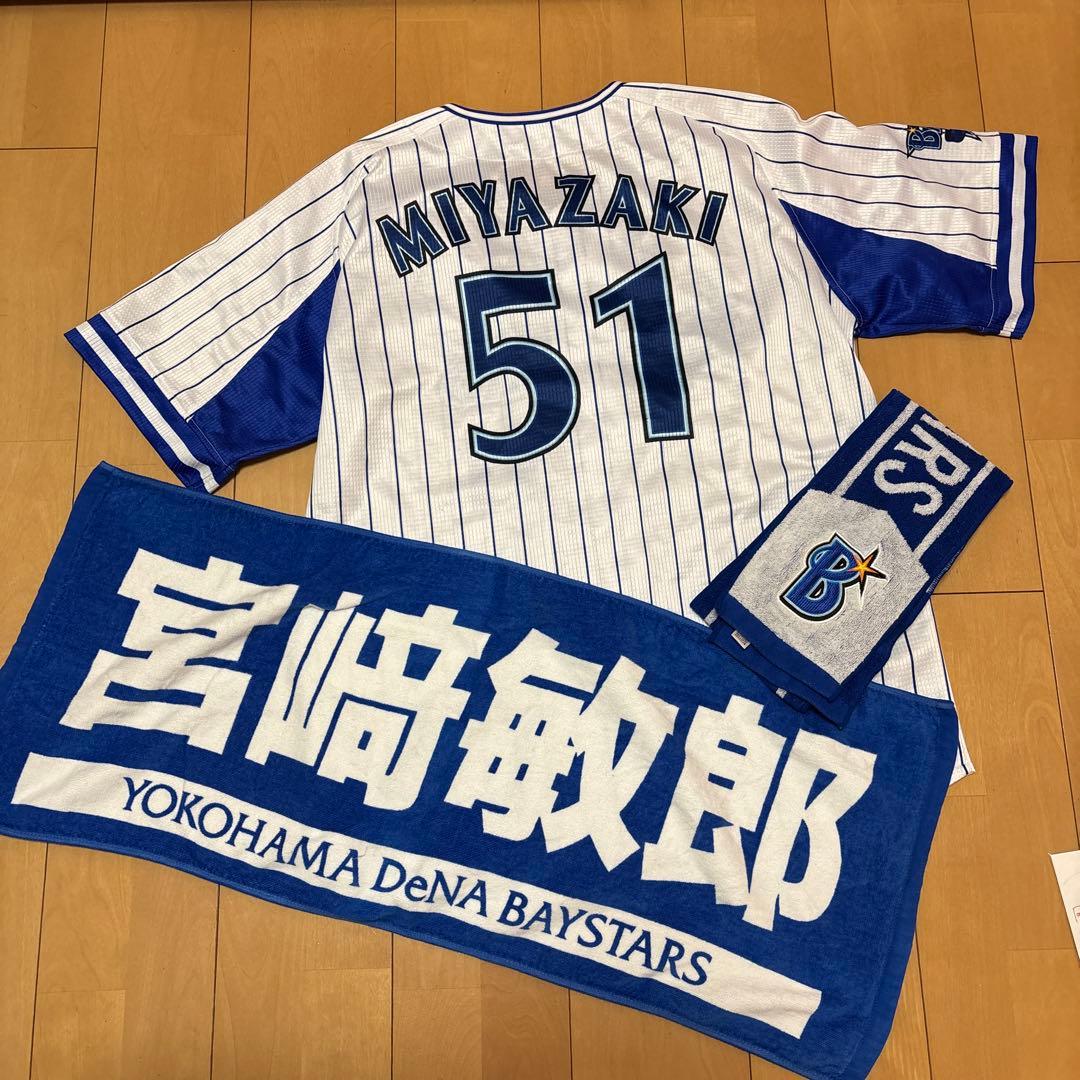 MIYAZAKI
51
B
B
宮﨑敏郎
YOKOHAMA DeNA BAYSTARS